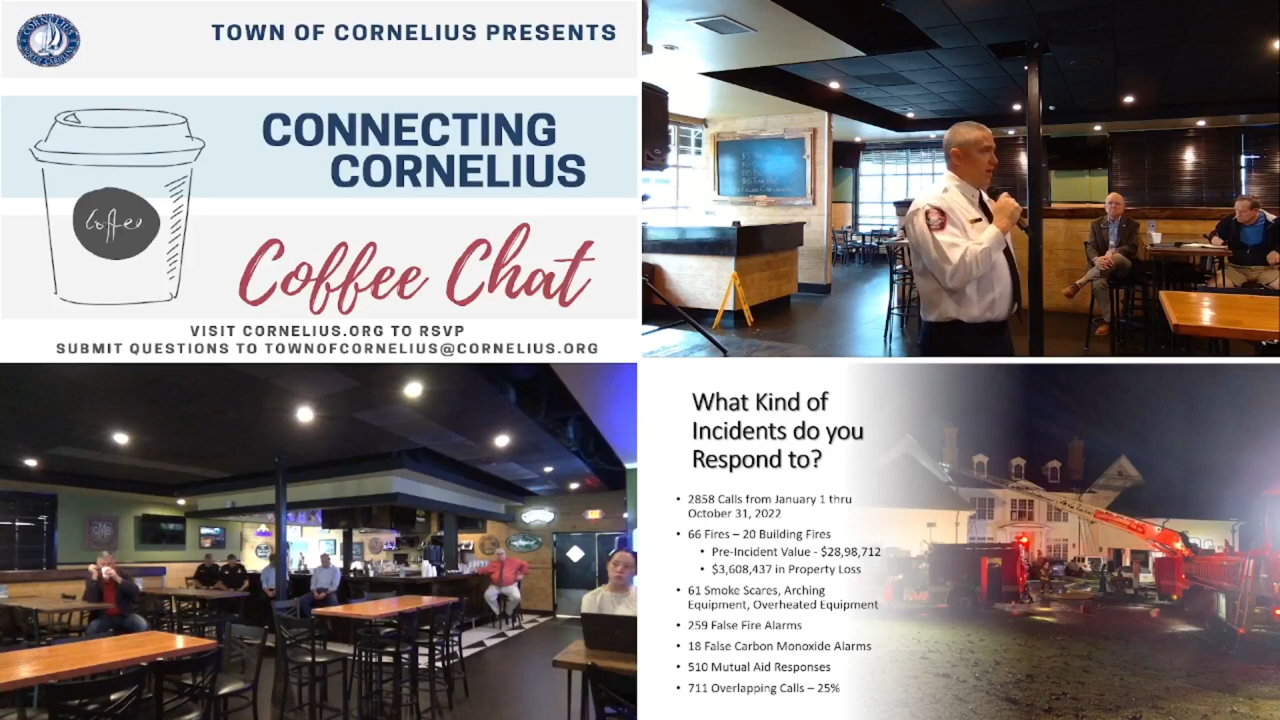 TOWN OF CORNELIUS PRESENTS
CONNECTING
CORNELIUS
Coffee
Coffee Chat
VISIT CORNELIUS.ORG TO RSVP
SUBMIT QUESTIONS TO TOWNOFCORNELIUS@CORNELIUS.ORG
What Kind of
Incidents do you
Respond to?
• 2858 Calls from January 1 thru
October 31, 2022
• 66 Fires – 20 Building Fires
• Pre-Incident Value - $28,98,712
• $3,608,437 in Property Loss
• 61 Smoke Scares, Arching
Equipment, Overheated Equipment
• 259 False Fire Alarms
• 18 False Carbon Monoxide Alarms
• 510 Mutual Aid Responses
• 711 Overlapping Calls – 25%